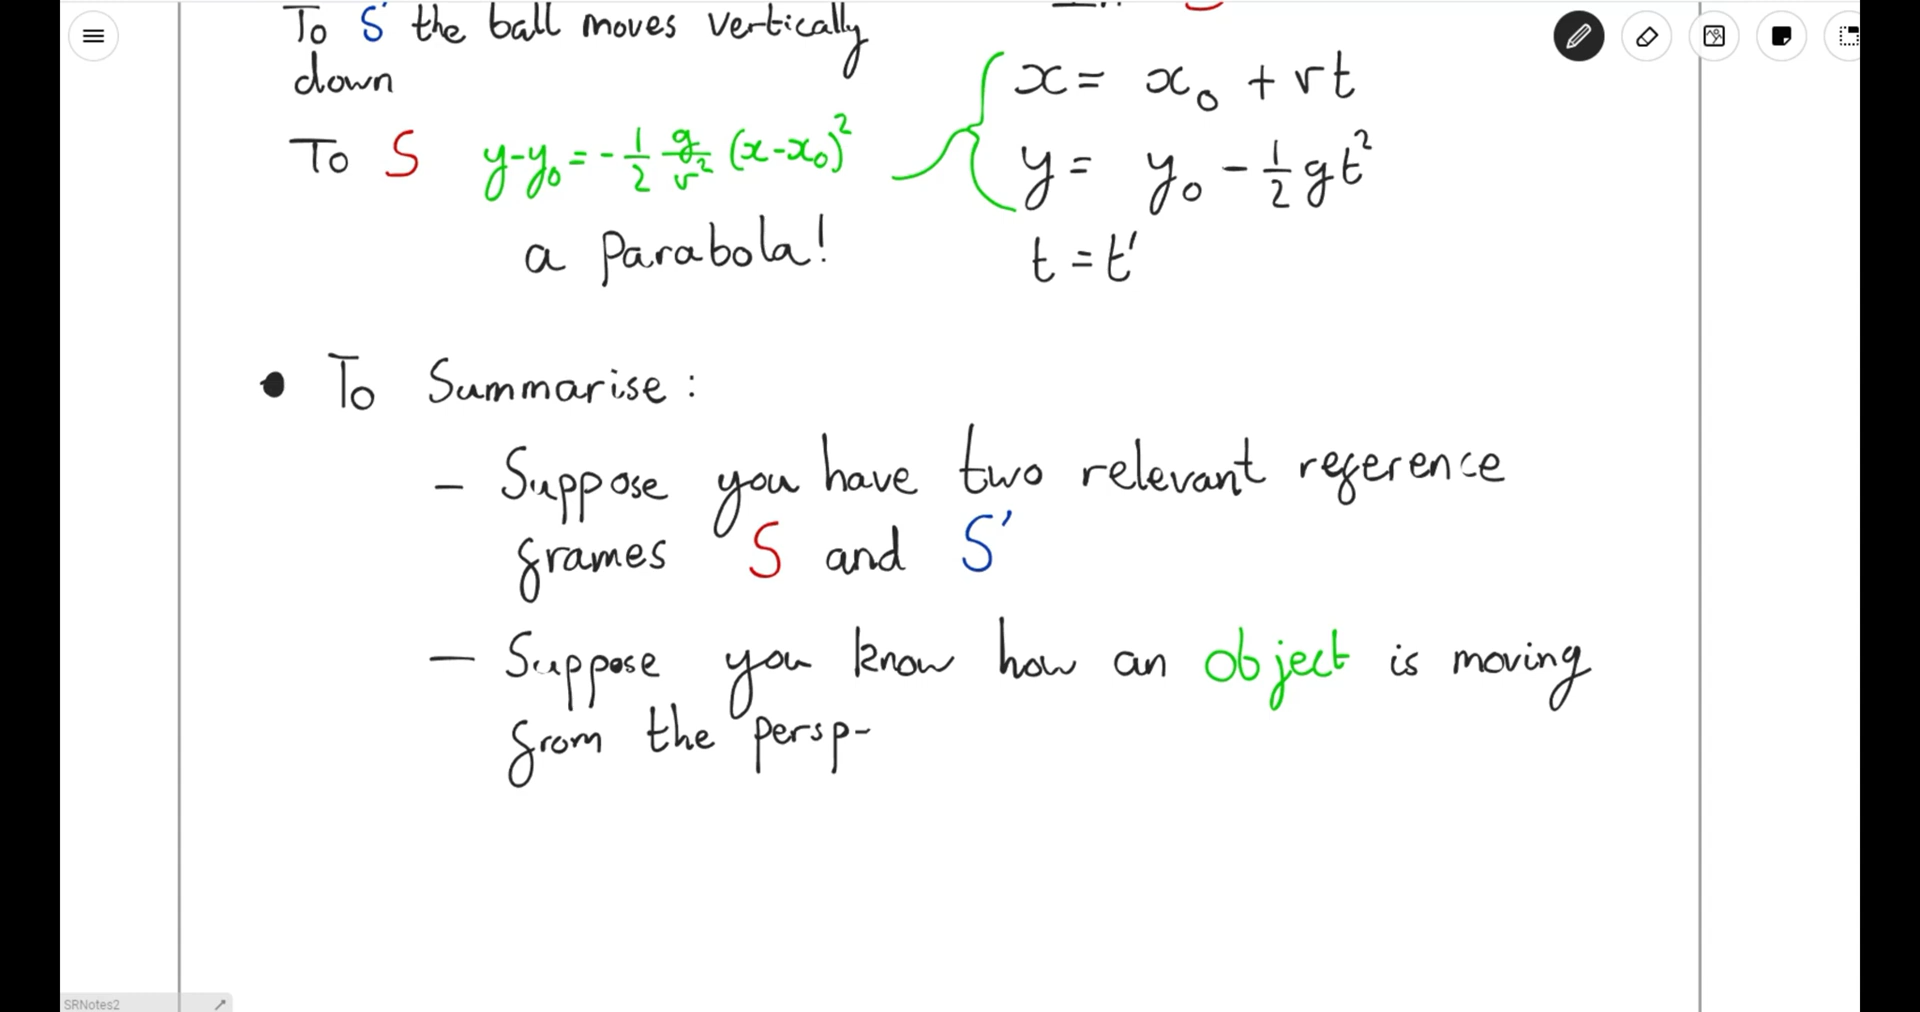 To S' the ball moves vertically
down
To S y-y₀ = -1/2 g/v² (x-x₀)²
a Parabola!
x = x₀ + vt
y = y₀ - 1/2 gt²
t = t'
• To Summarise:
- Suppose you have two relevant reference
frames S and S'
- Suppose you know how an object is moving
from the persp-
SRNotes2